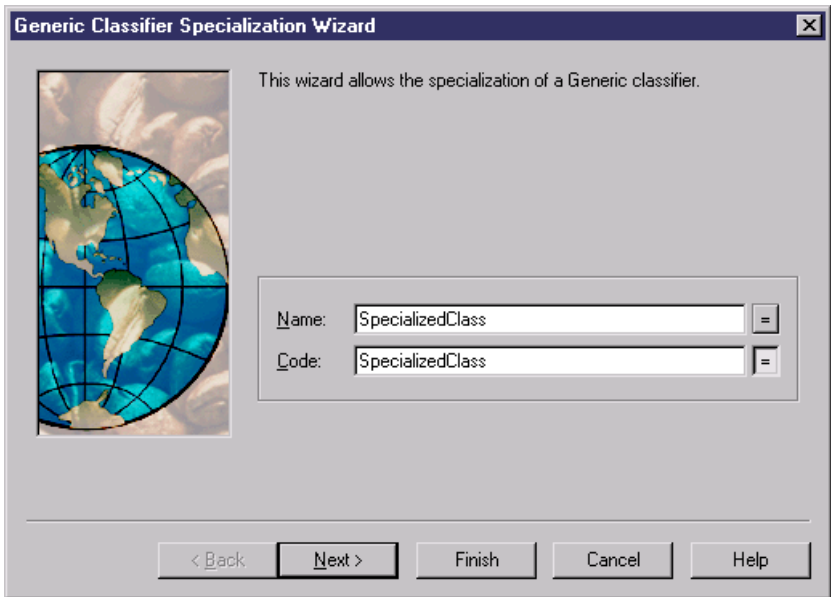 Generic Classifier Specialization Wizard
This wizard allows the specialization of a Generic classifier.
Name: SpecializedClass =
Code: SpecializedClass =
< Back Next > Finish Cancel Help